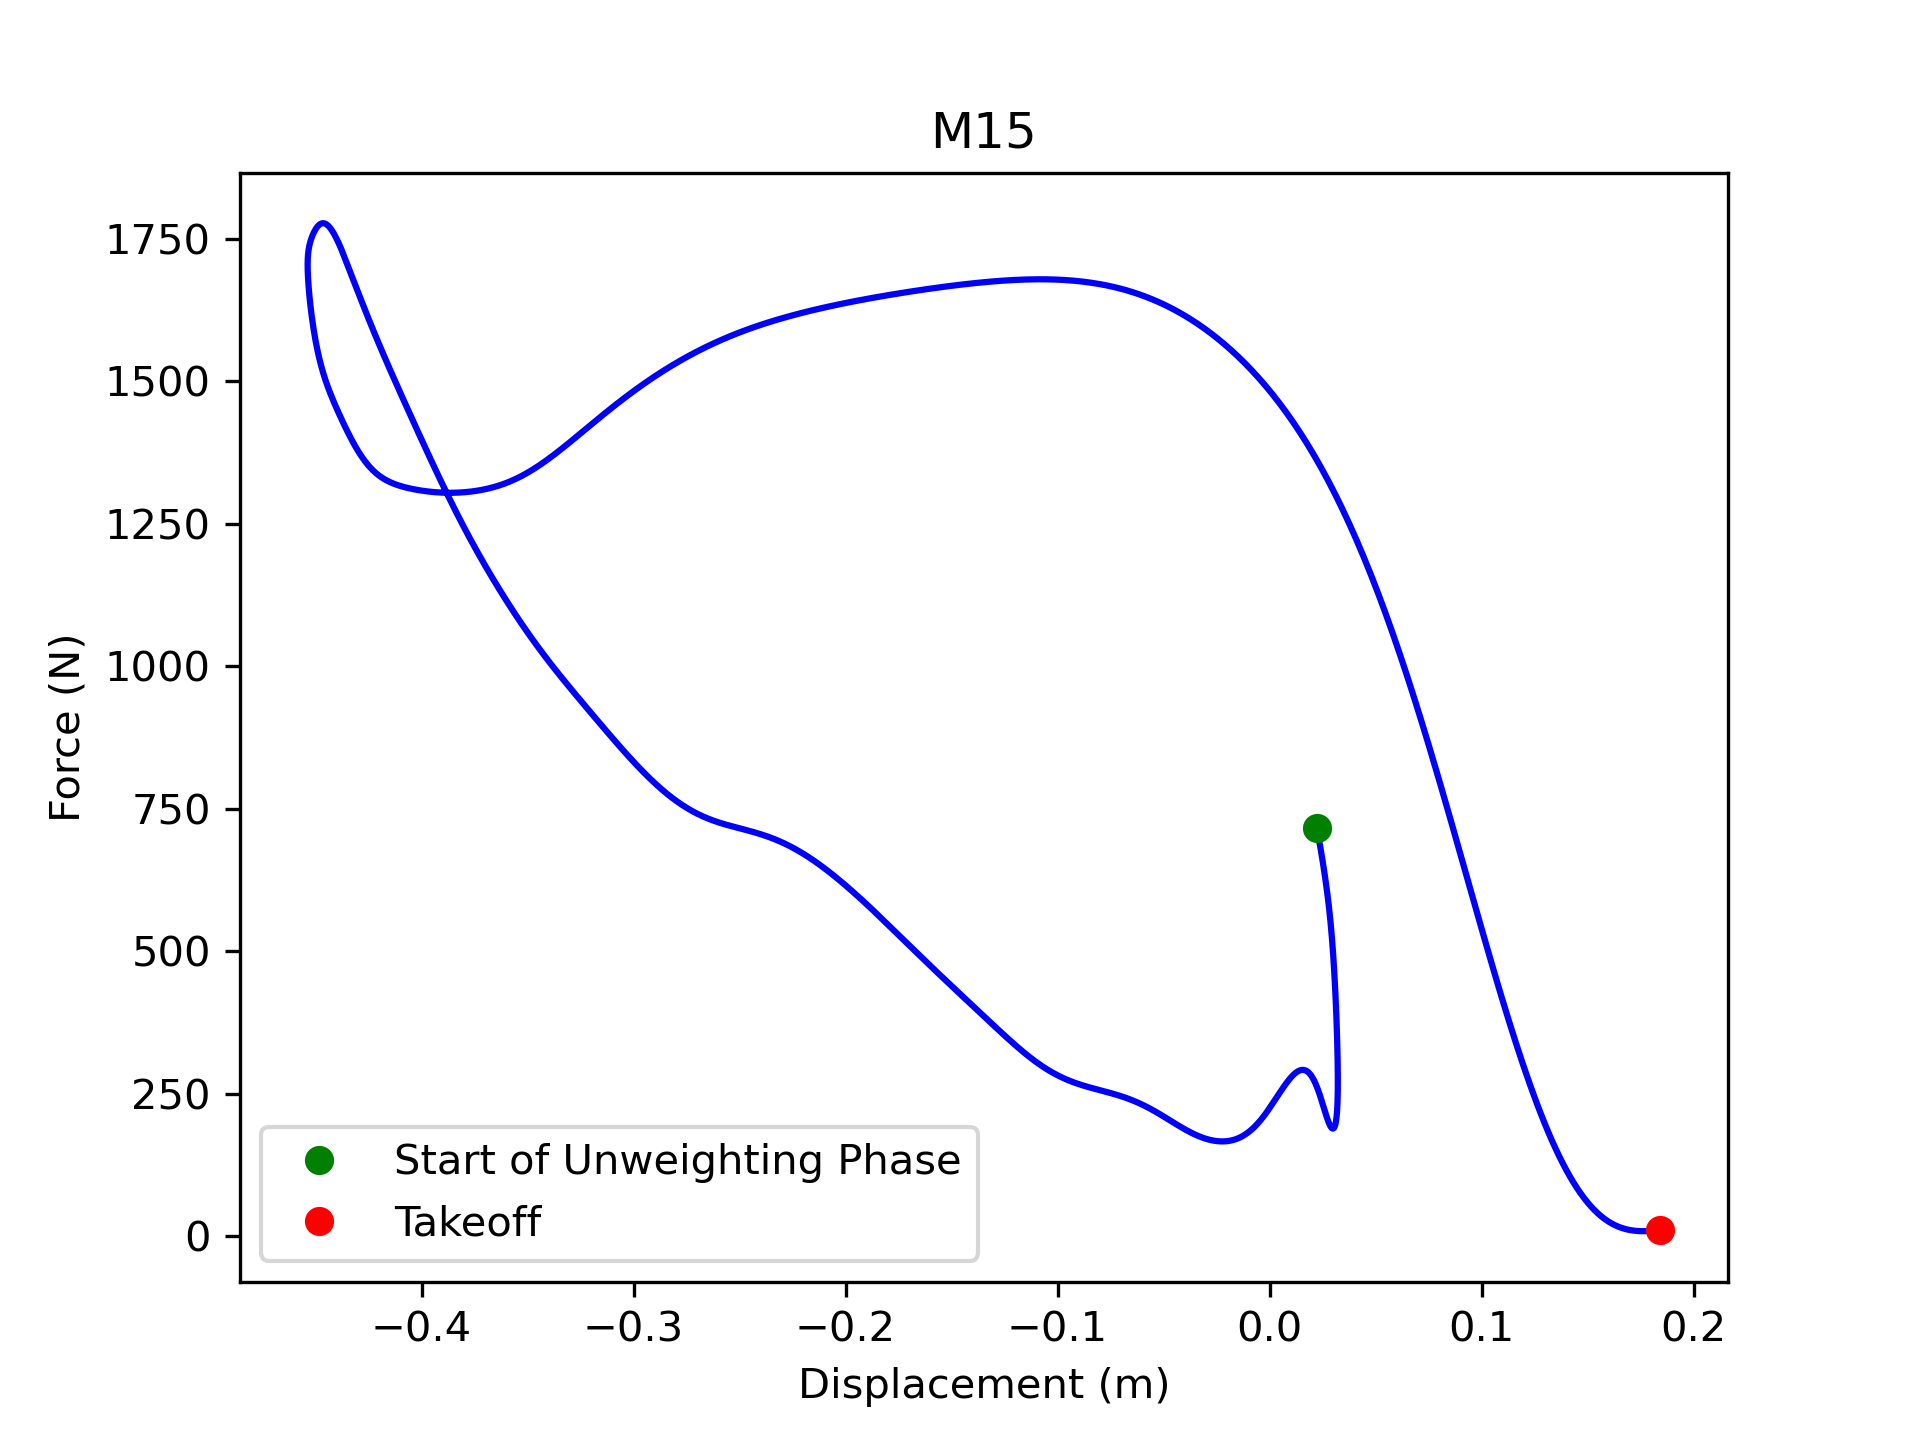 M15
1750
1500
1250
1000
750
500
250
0
Force (N)
Start of Unweighting Phase
Takeoff
−0.4 −0.3 −0.2 −0.1 0.0 0.1 0.2
Displacement (m)